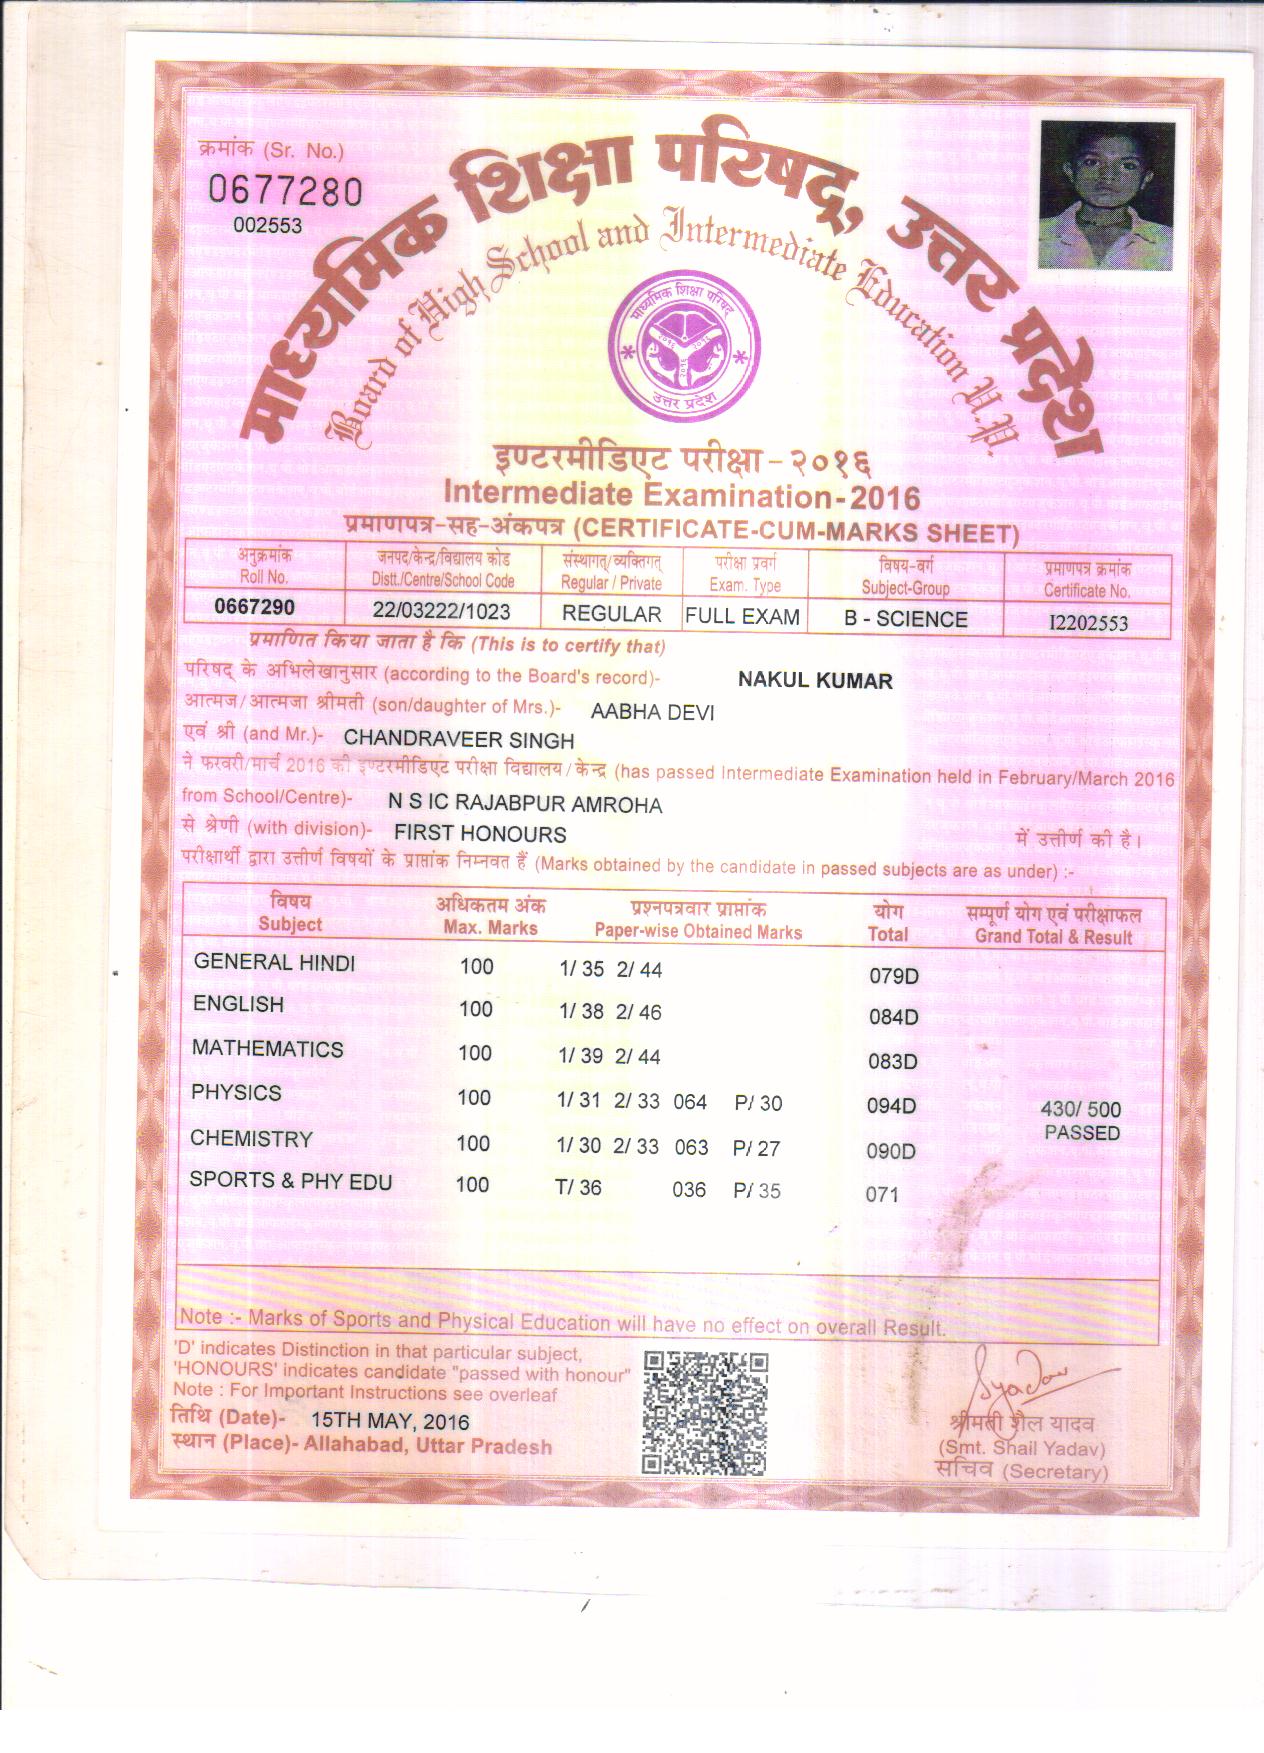 क्रमांक (Sr. No.)
0677280
002553
माध्यमिक शिक्षा परिषद्, उत्तर प्रदेश
Board of High School and Intermediate Education U.P.
माध्यमिक शिक्षा परिषद
२०१६ २०१६
२०१६
* *
उत्तर प्रदेश
इण्टरमीडिएट परीक्षा-२०१६
Intermediate Examination-2016
प्रमाणपत्र-सह-अंकपत्र (CERTIFICATE-CUM-MARKS SHEET)
अनुक्रमांक जनपद/केन्द्र/विद्यालय कोड संस्थागत्/व्यक्तिगत् परीक्षा प्रवर्ग विषय-वर्ग प्रमाणपत्र क्रमांक
Roll No. Distt./Centre/School Code Regular / Private Exam. Type Subject-Group Certificate No.
0667290 22/03222/1023 REGULAR FULL EXAM B - SCIENCE I2202553
प्रमाणित किया जाता है कि (This is to certify that)
परिषद के अभिलेखानुसार (according to the Board's record)- NAKUL KUMAR
आत्मज/आत्मजा श्रीमती (son/daughter of Mrs.)- AABHA DEVI
एवं श्री (and Mr.)- CHANDRAVEER SINGH
ने फरवरी/मार्च 2016 की इण्टरमीडिएट परीक्षा विद्यालय/केन्द्र (has passed Intermediate Examination held in February/March 2016
from School/Centre)- N S IC RAJABPUR AMROHA
से श्रेणी (with division)- FIRST HONOURS में उत्तीर्ण की है।
परीक्षार्थी द्वारा उत्तीर्ण विषयों के प्राप्तांक निम्नवत हैं (Marks obtained by the candidate in passed subjects are as under) :-
विषय अधिकतम अंक प्रश्नपत्रवार प्राप्तांक योग सम्पूर्ण योग एवं परीक्षाफल
Subject Max. Marks Paper-wise Obtained Marks Total Grand Total & Result
GENERAL HINDI 100 1/ 35 2/ 44 079D
ENGLISH 100 1/ 38 2/ 46 084D
MATHEMATICS 100 1/ 39 2/ 44 083D
PHYSICS 100 1/ 31 2/ 33 064 P/ 30 094D 430/ 500
PASSED
CHEMISTRY 100 1/ 30 2/ 33 063 P/ 27 090D
SPORTS & PHY EDU 100 T/ 36 036 P/ 35 071
Note :- Marks of Sports and Physical Education will have no effect on overall Result.
'D' indicates Distinction in that particular subject,
'HONOURS' indicates candidate "passed with honour"
Note : For Important Instructions see overleaf
तिथि (Date)- 15TH MAY, 2016
स्थान (Place)- Allahabad, Uttar Pradesh
Syadav
श्रीमती शैल यादव
(Smt. Shail Yadav)
सचिव (Secretary)